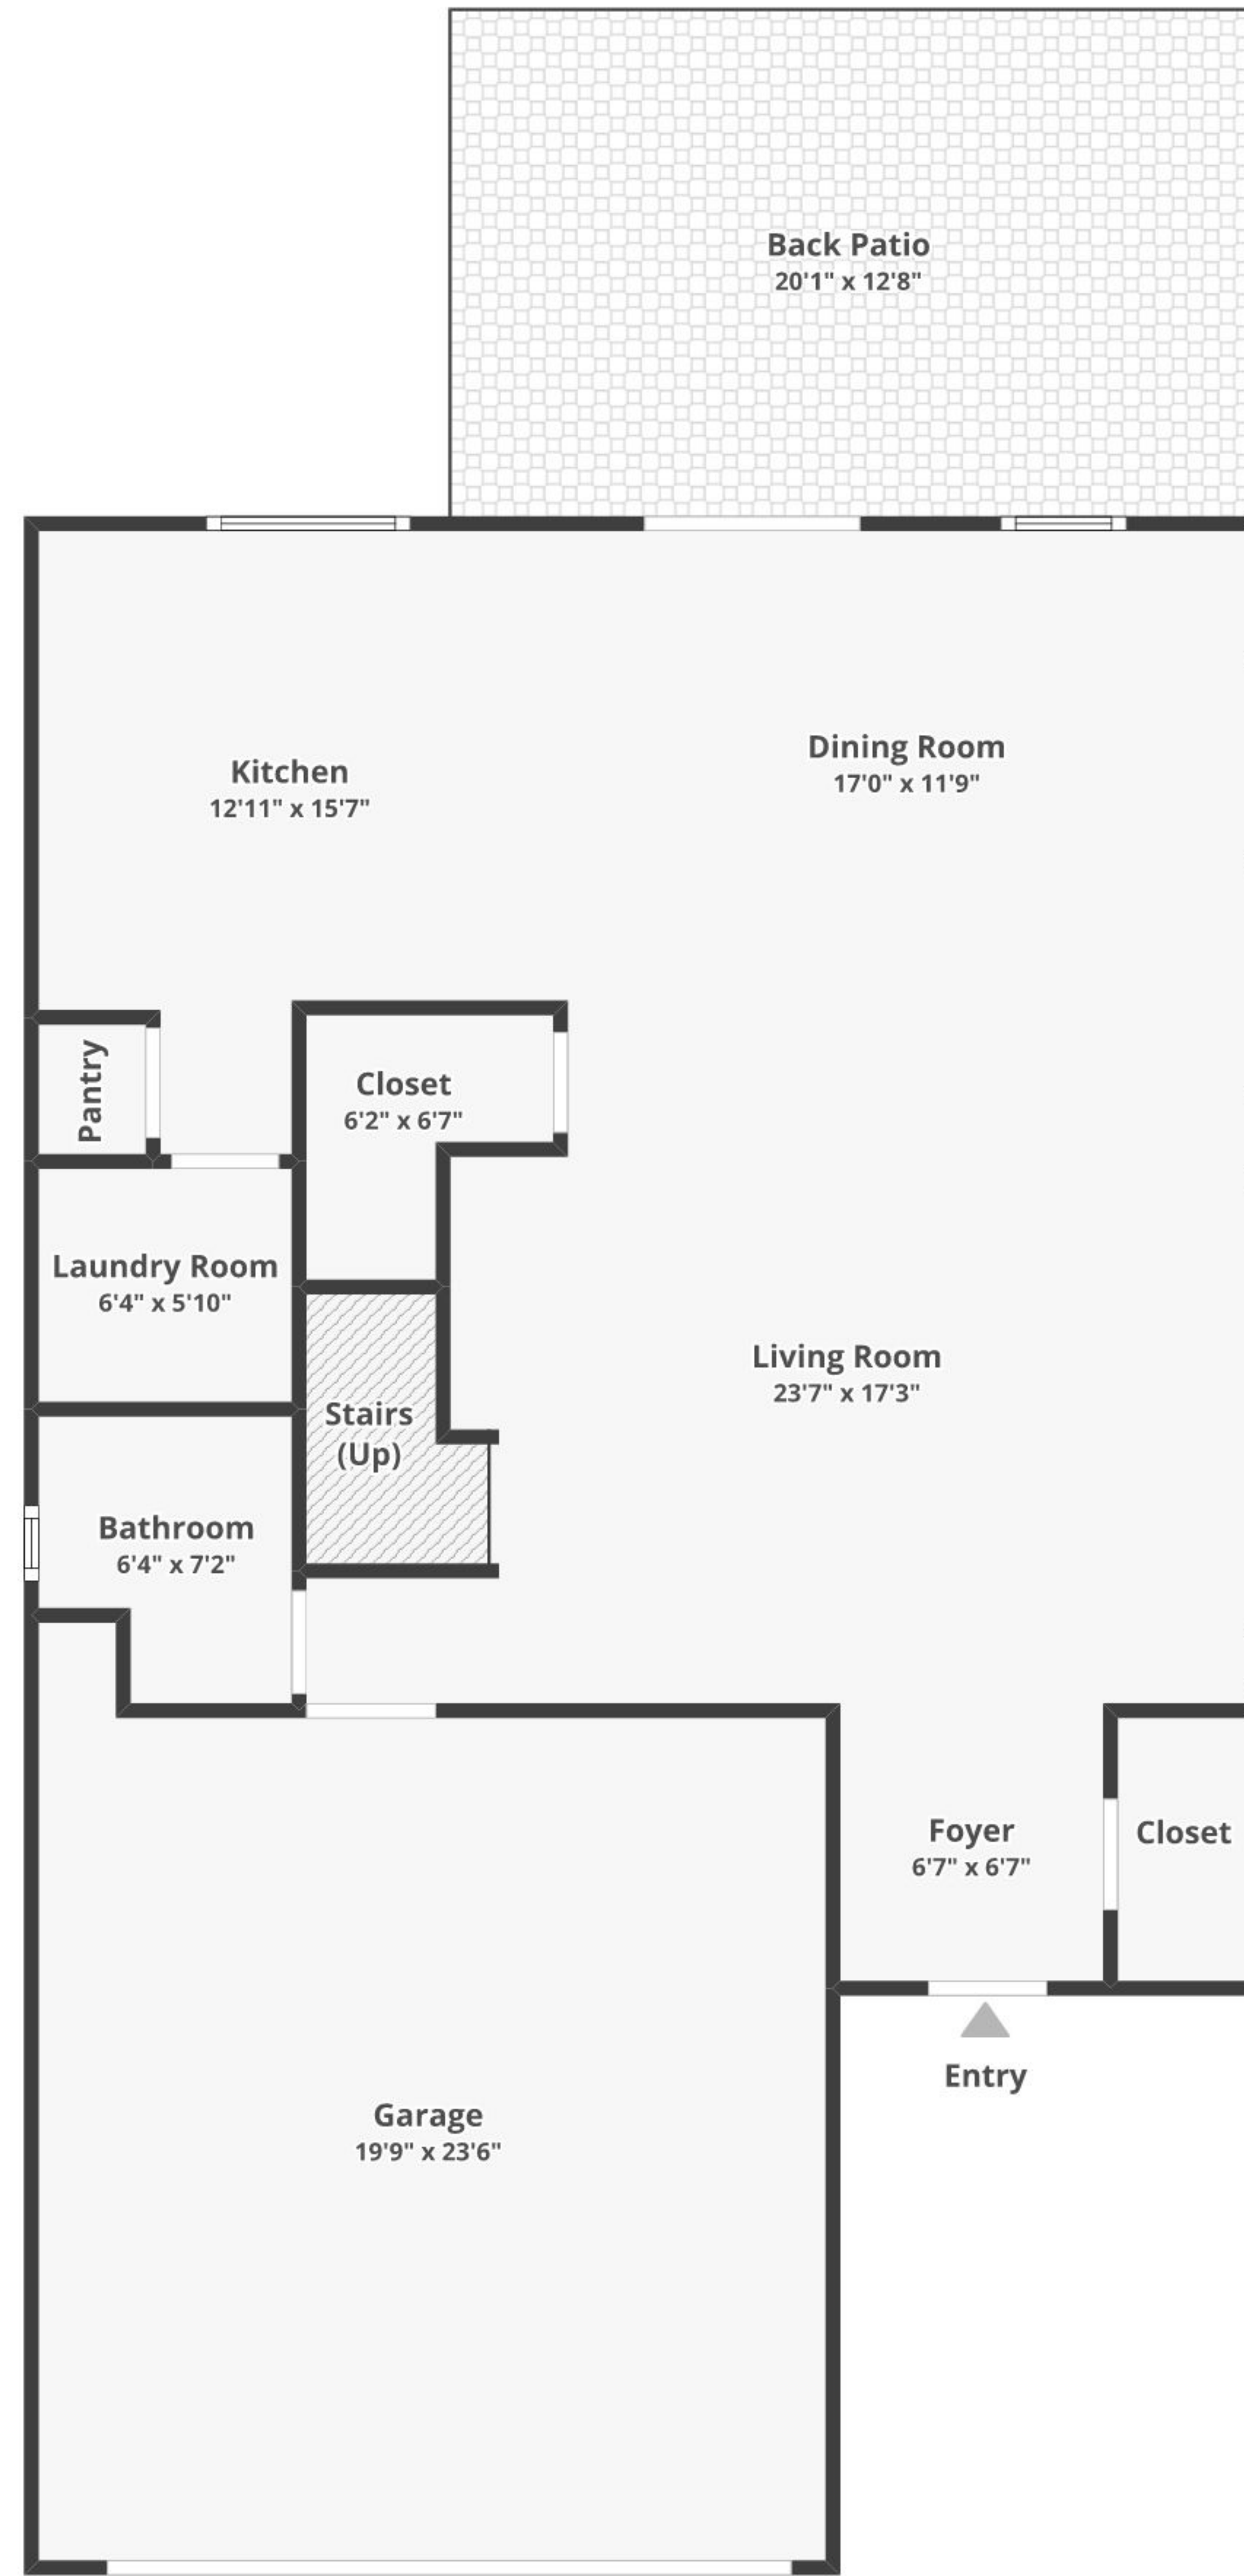 Back Patio
20'1" x 12'8"
Dining Room
17'0" x 11'9"
Kitchen
12'11" x 15'7"
Pantry
Closet
6'2" x 6'7"
Laundry Room
6'4" x 5'10"
Living Room
23'7" x 17'3"
Stairs
(Up)
Bathroom
6'4" x 7'2"
Foyer
6'7" x 6'7"
Closet
Entry
Garage
19'9" x 23'6"